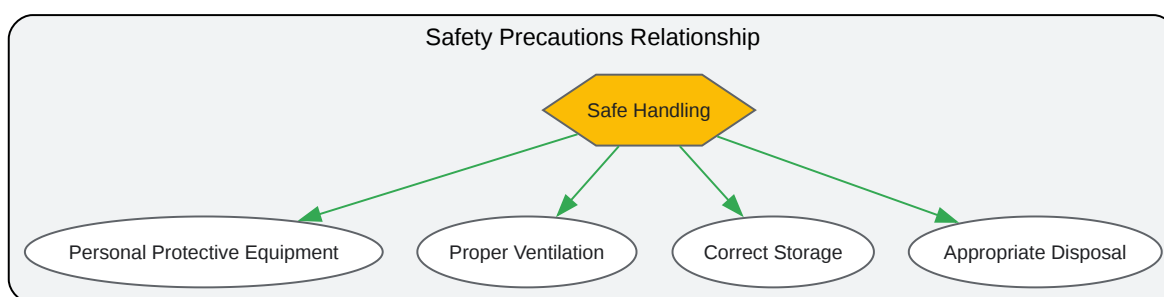 Safety Precautions Relationship
Safe Handling
Personal Protective Equipment
Proper Ventilation
Correct Storage
Appropriate Disposal